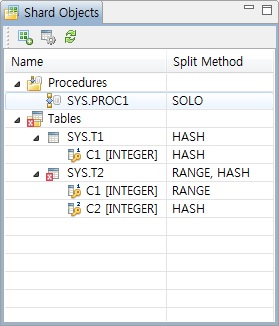 Shard Objects
Name Split Method
Procedures
SYS.PROC1 SOLO
Tables
SYS.T1 HASH
C1 [INTEGER] HASH
SYS.T2 RANGE, HASH
C1 [INTEGER] RANGE
C2 [INTEGER] HASH